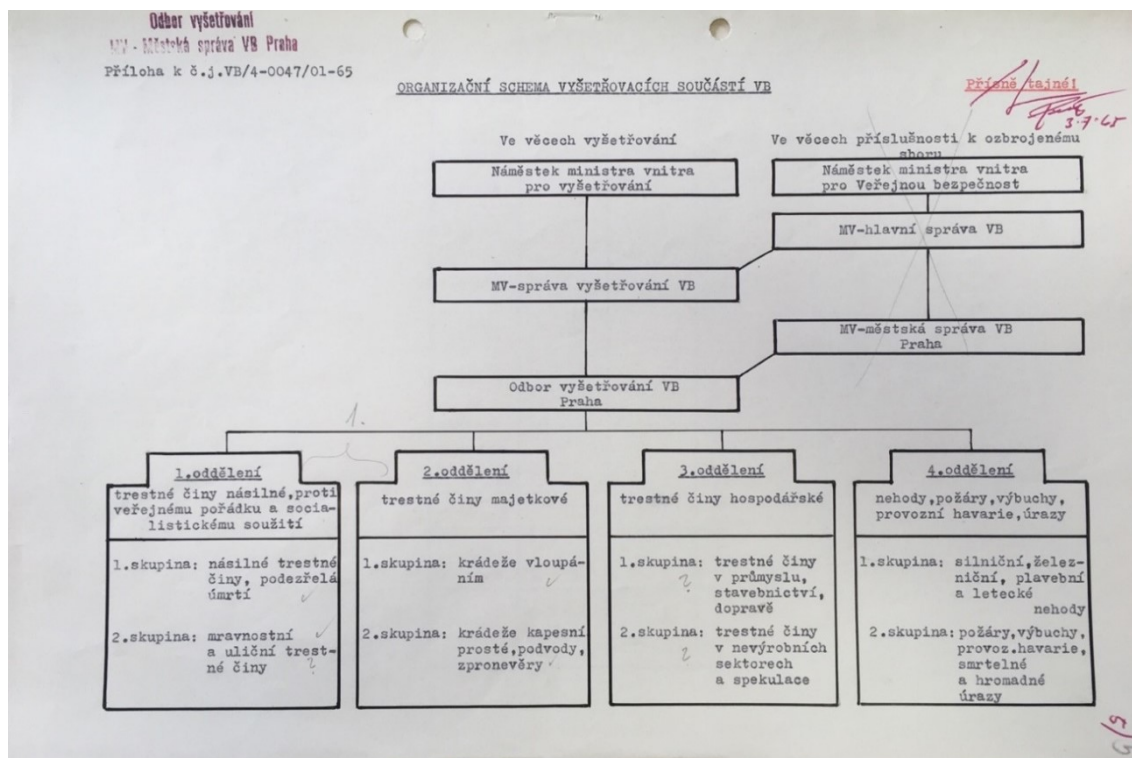 Odbor vyšetřování
MV - Městská správa VB Praha
Příloha k č.j.VB/4-0047/01-65
ORGANIZAČNÍ SCHEMA VYŠETŘOVACÍCH SOUČÁSTÍ VB
Přísně tajné!
3.7.65
Ve věcech vyšetřování
Ve věcech příslušnosti k ozbrojenému
sboru
Náměstek ministra vnitra
pro vyšetřování
Náměstek ministra vnitra
pro Veřejnou bezpečnost
MV-hlavní správa VB
MV-správa vyšetřování VB
MV-městská správa VB
Praha
Odbor vyšetřování VB
Praha
1.
1.oddělení
trestné činy násilné,proti
veřejnému pořádku a socia-
listickému soužití
1.skupina: násilné trestné
činy, podezřelá
úmrtí
2.skupina: mravnostní
a uliční trest-
né činy ?
2.oddělení
trestné činy majetkové
1.skupina: krádeže vloupá-
ním
2.skupina: krádeže kapesní
prosté,podvody,
zpronevěry
3.oddělení
trestné činy hospodářské
1.skupina: trestné činy
? v průmyslu,
stavebnictví,
dopravě
2.skupina: trestné činy
? v nevýrobních
sektorech
a spekulace
4.oddělení
nehody,požáry,výbuchy,
provozní havarie,úrazy
1.skupina: silniční,želez-
niční, plavební
a letecké
nehody
2.skupina: požáry,výbuchy,
provoz.havarie,
smrtelné
a hromadné
úrazy